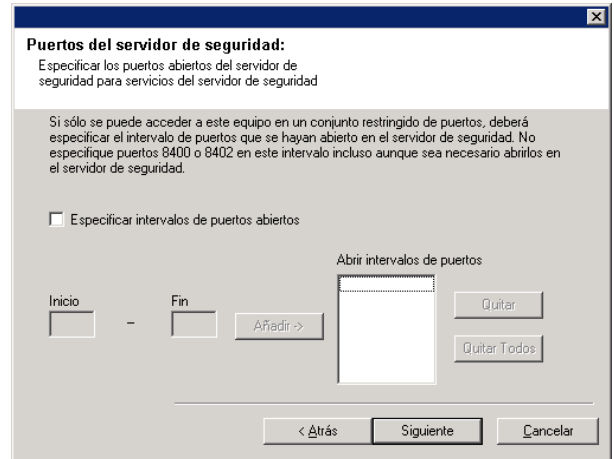 Puertos del servidor de seguridad:
Especificar los puertos abiertos del servidor de
seguridad para servicios del servidor de seguridad
Si sólo se puede acceder a este equipo en un conjunto restringido de puertos, deberá
especificar el intervalo de puertos que se hayan abierto en el servidor de seguridad. No
especifique puertos 8400 o 8402 en este intervalo incluso aunque sea necesario abrirlos en
el servidor de seguridad.
Especificar intervalos de puertos abiertos
Abrir intervalos de puertos
Inicio
Fin
–
Añadir ->
Quitar
Quitar Todos
< Atrás
Siguiente
Cancelar